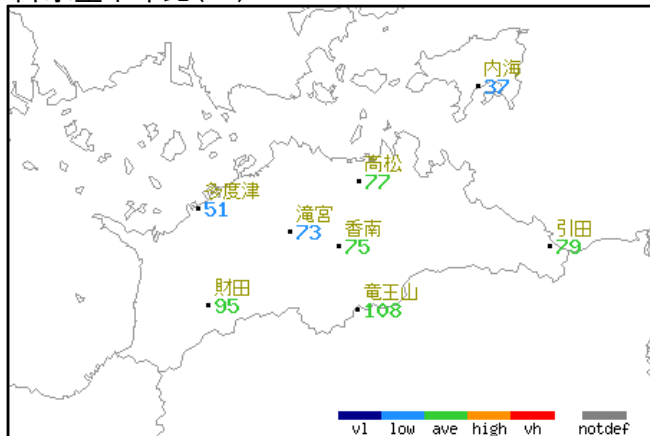 内海
37
高松
77
多度津
51
滝宮
73
香南
75
引田
79
財田
95
竜王山
108
vl low ave high vh notdef